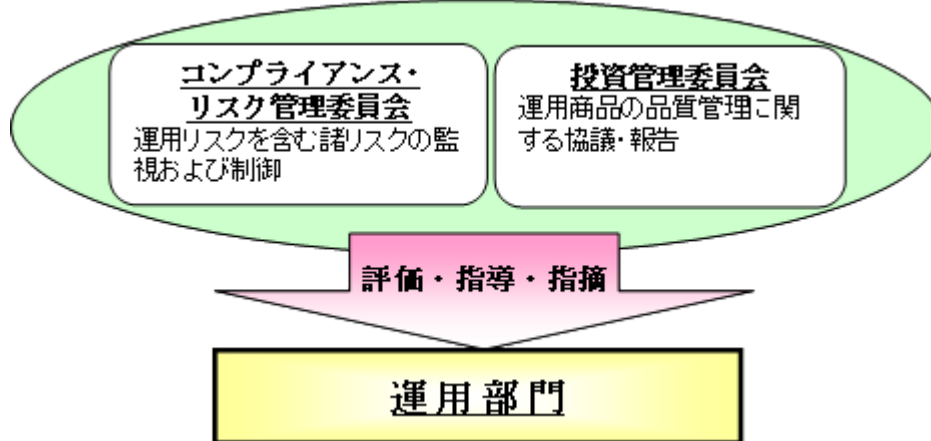 コンプライアンス・
リスク管理委員会
運用リスクを含む諸リスクの監
視および制御
投資管理委員会
運用商品の品質管理に関
する協議・報告
評価・指導・指摘
運用部門